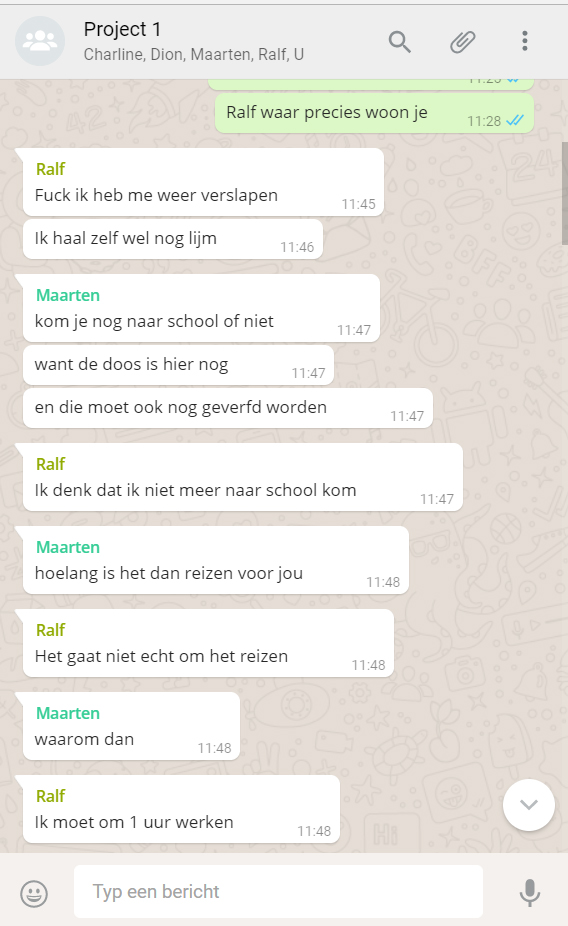 Project 1
Charline, Dion, Maarten, Ralf, U
11:28
Ralf waar precies woon je
11:28
Ralf
Fuck ik heb me weer verslapen
11:45
Ik haal zelf wel nog lijm
11:46
Maarten
kom je nog naar school of niet
11:47
want de doos is hier nog
11:47
en die moet ook nog geverfd worden
11:47
Ralf
Ik denk dat ik niet meer naar school kom
11:47
Maarten
hoelang is het dan reizen voor jou
11:48
Ralf
Het gaat niet echt om het reizen
11:48
Maarten
waarom dan
11:48
Ralf
Ik moet om 1 uur werken
11:48
Typ een bericht